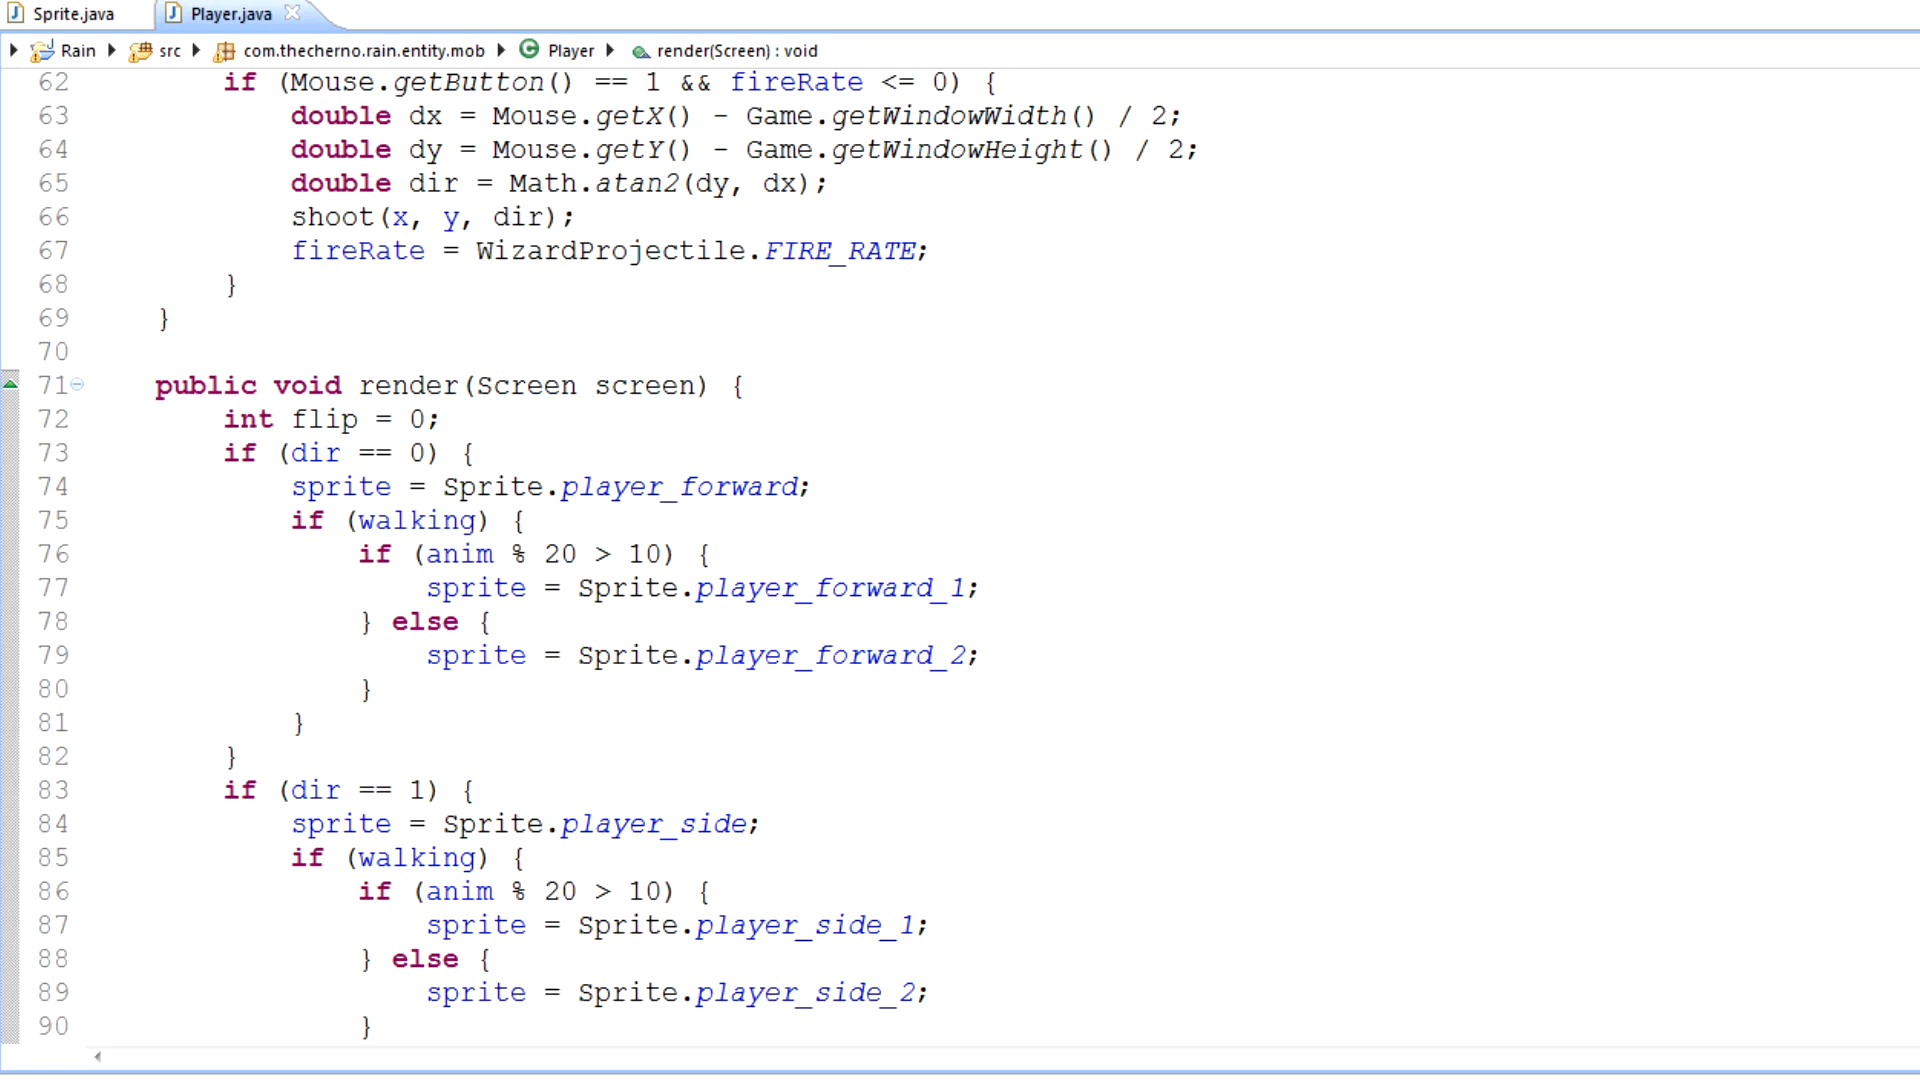 Sprite.java Player.java
Rain src com.thecherno.rain.entity.mob Player render(Screen) : void
62 if (Mouse.getButton() == 1 && fireRate <= 0) {
63 double dx = Mouse.getX() - Game.getWindowWidth() / 2;
64 double dy = Mouse.getY() - Game.getWindowHeight() / 2;
65 double dir = Math.atan2(dy, dx);
66 shoot(x, y, dir);
67 fireRate = WizardProjectile.FIRE_RATE;
68 }
69 }
70
71 public void render(Screen screen) {
72 int flip = 0;
73 if (dir == 0) {
74 sprite = Sprite.player_forward;
75 if (walking) {
76 if (anim % 20 > 10) {
77 sprite = Sprite.player_forward_1;
78 } else {
79 sprite = Sprite.player_forward_2;
80 }
81 }
82 }
83 if (dir == 1) {
84 sprite = Sprite.player_side;
85 if (walking) {
86 if (anim % 20 > 10) {
87 sprite = Sprite.player_side_1;
88 } else {
89 sprite = Sprite.player_side_2;
90 }